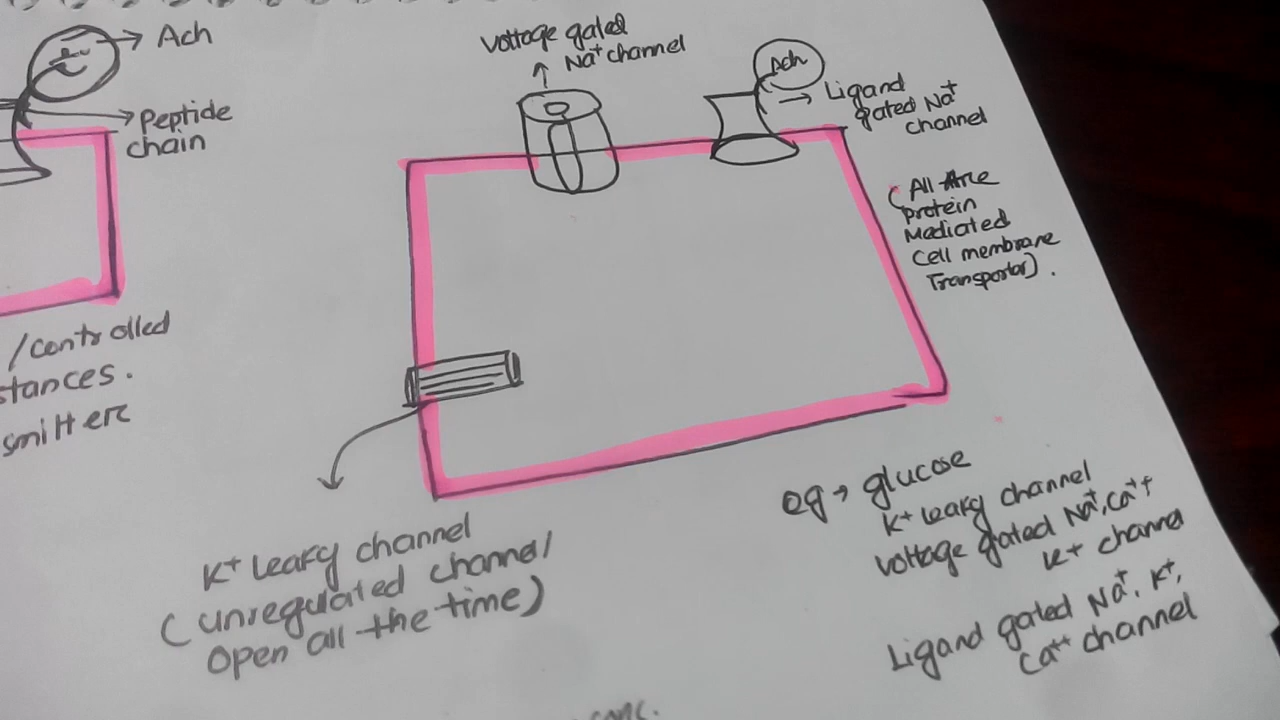 Ach
Peptide
chain
/controlled
stances.
smitter
Voltage gated
Na⁺ channel
Ach
Ligand
gated Na⁺
channel
(All are
protein
Mediated
Cell membrane
Transporter).
K⁺ Leaky channel
(unregulated channel/
Open all the time)
eg → glucose
K⁺ leaky channel
voltage gated Na⁺, Ca⁺⁺
K⁺ channel
Ligand gated Na⁺, K⁺,
Ca⁺⁺ channel
conc.